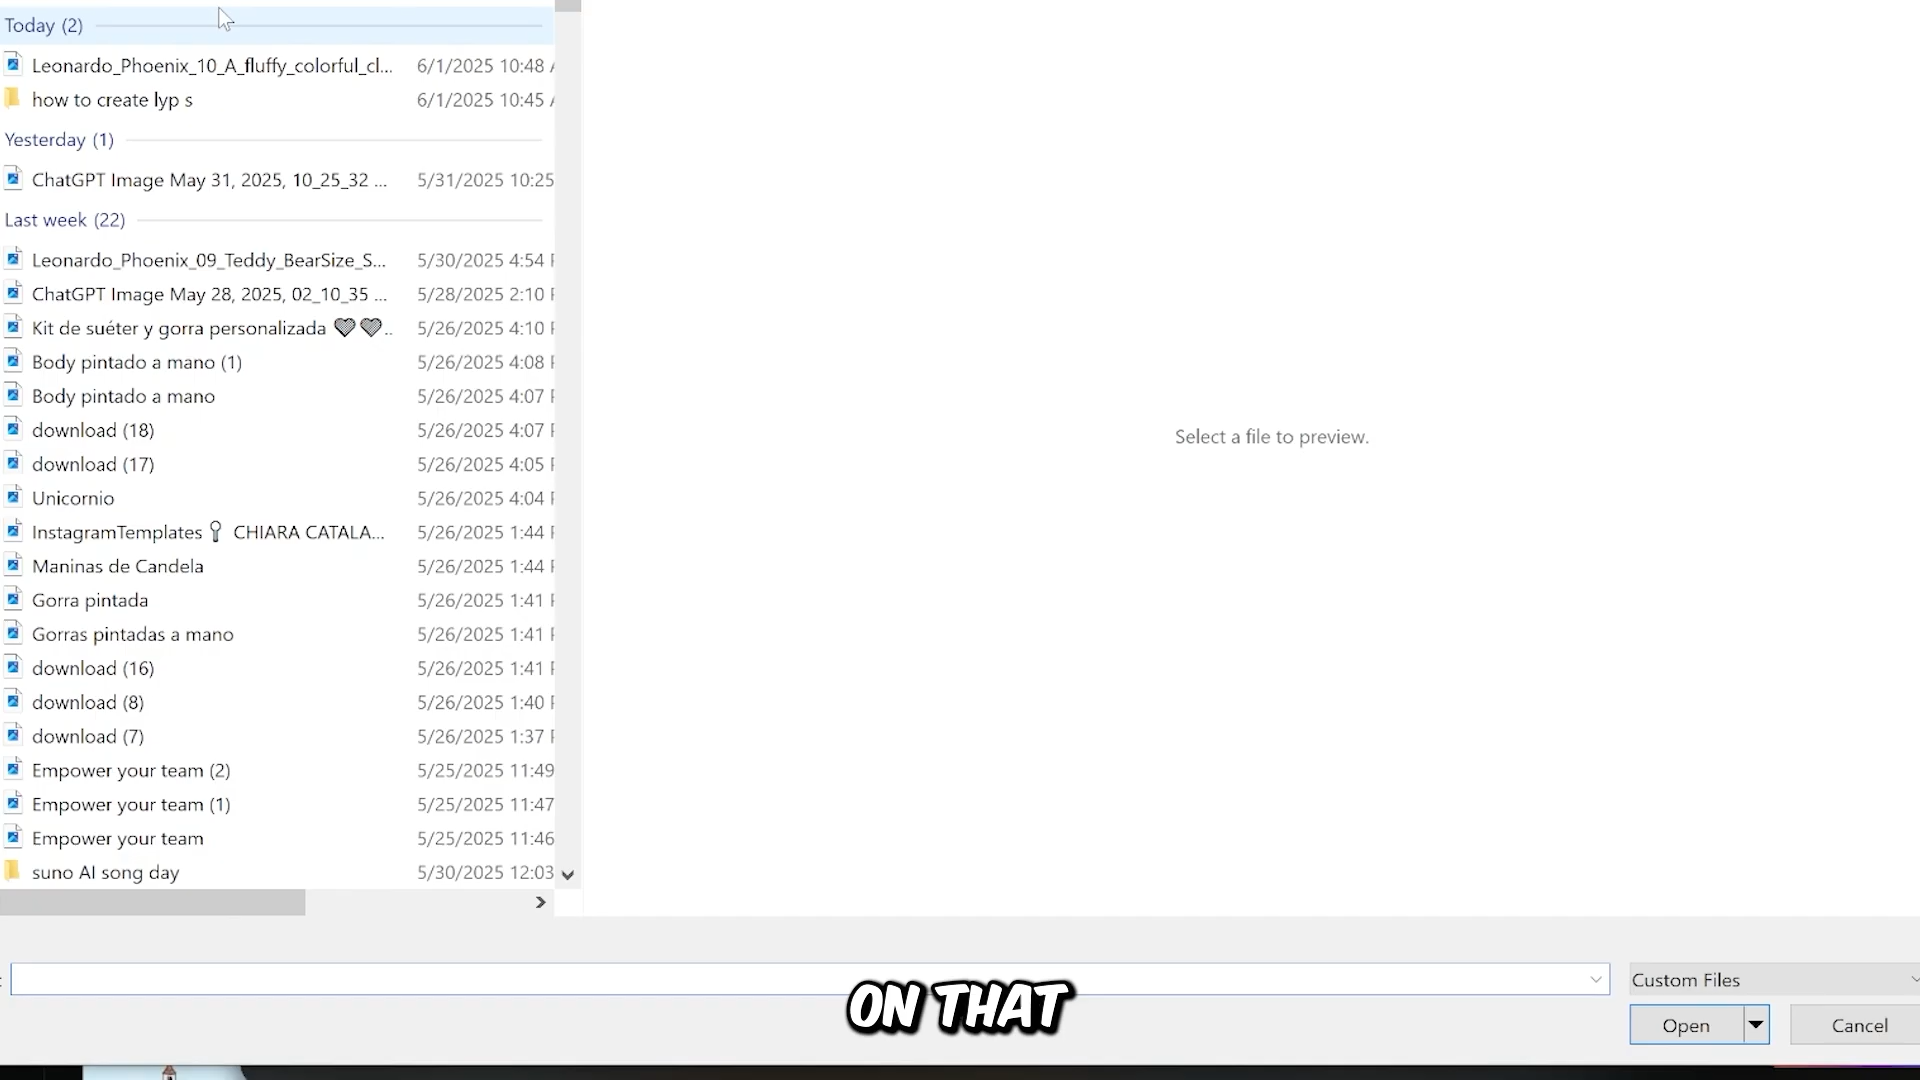 Today (2)
Leonardo_Phoenix_10_A_fluffy_colorful_cl... 6/1/2025 10:48
how to create lyp s 6/1/2025 10:45
Yesterday (1)
ChatGPT Image May 31, 2025, 10_25_32 ... 5/31/2025 10:25
Last week (22)
Leonardo_Phoenix_09_Teddy_BearSize_S... 5/30/2025 4:54
ChatGPT Image May 28, 2025, 02_10_35 ... 5/28/2025 2:10
Kit de suéter y gorra personalizada 🖤🖤.. 5/26/2025 4:10
Body pintado a mano (1) 5/26/2025 4:08
Body pintado a mano 5/26/2025 4:07
download (18) 5/26/2025 4:07
download (17) 5/26/2025 4:05
Select a file to preview.
Unicornio 5/26/2025 4:04
InstagramTemplates CHIARA CATALA... 5/26/2025 1:44
Maninas de Candela 5/26/2025 1:44
Gorra pintada 5/26/2025 1:41
Gorras pintadas a mano 5/26/2025 1:41
download (16) 5/26/2025 1:41
download (8) 5/26/2025 1:40
download (7) 5/26/2025 1:37
Empower your team (2) 5/25/2025 11:49
Empower your team (1) 5/25/2025 11:47
Empower your team 5/25/2025 11:46
suno AI song day 5/30/2025 12:03
Custom Files
ON THAT
Open
Cancel